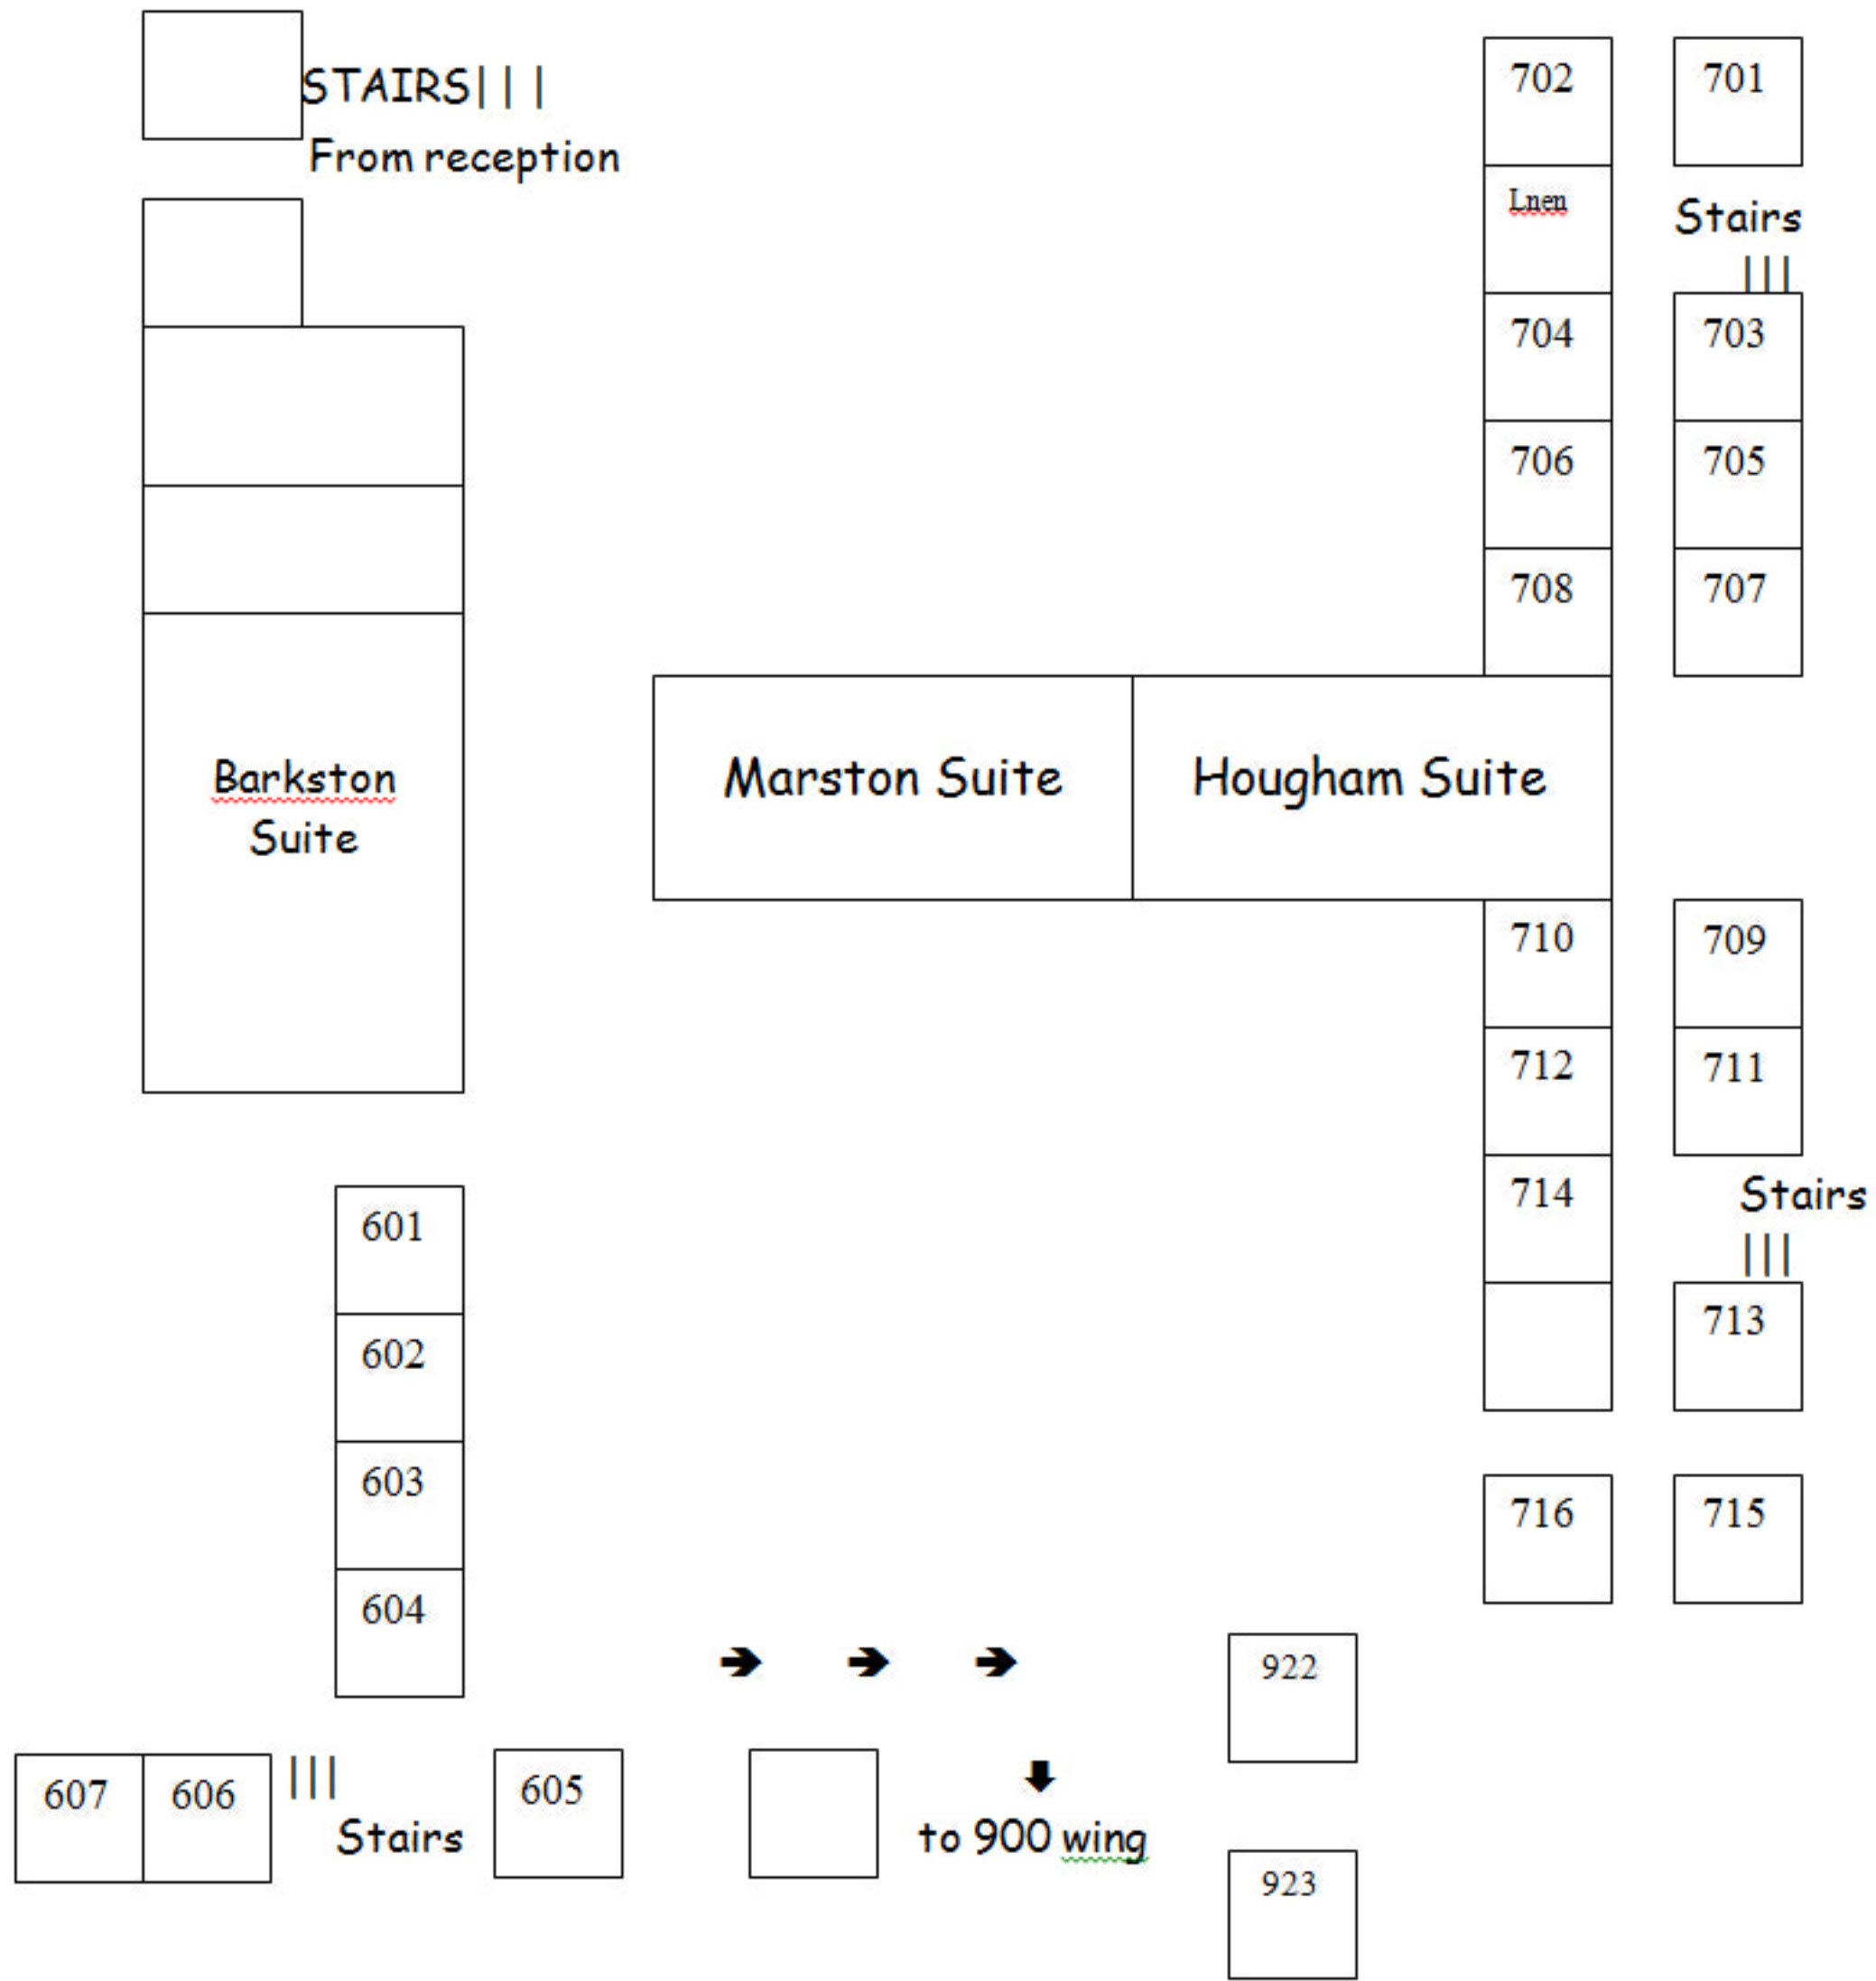 STAIRS|||
From reception
702
701
Lnen
Stairs
|||
704
703
706
705
708
707
Barkston
Suite
Marston Suite
Hougham Suite
710
709
712
711
714
Stairs
|||
713
601
602
603
604
716
715
➔ ➔ ➔
922
607
606
|||
Stairs
605
🡇
to 900 wing
923